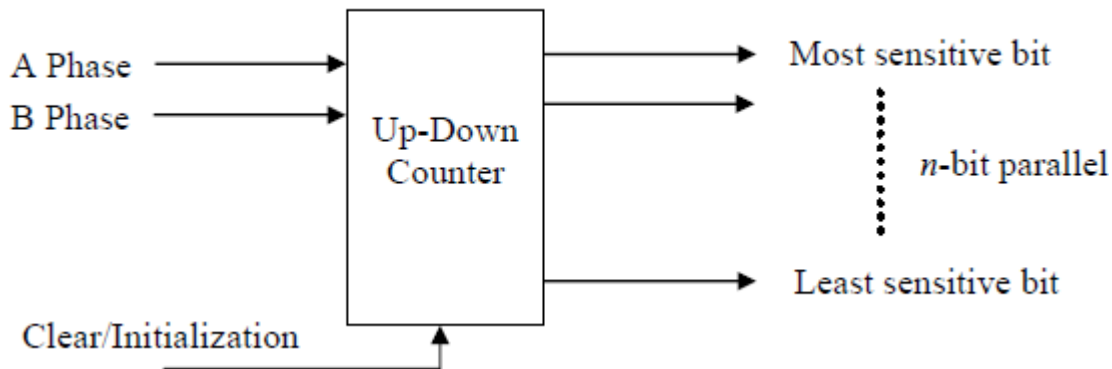 A Phase
B Phase
Up-Down
Counter
Most sensitive bit
n-bit parallel
Least sensitive bit
Clear/Initialization